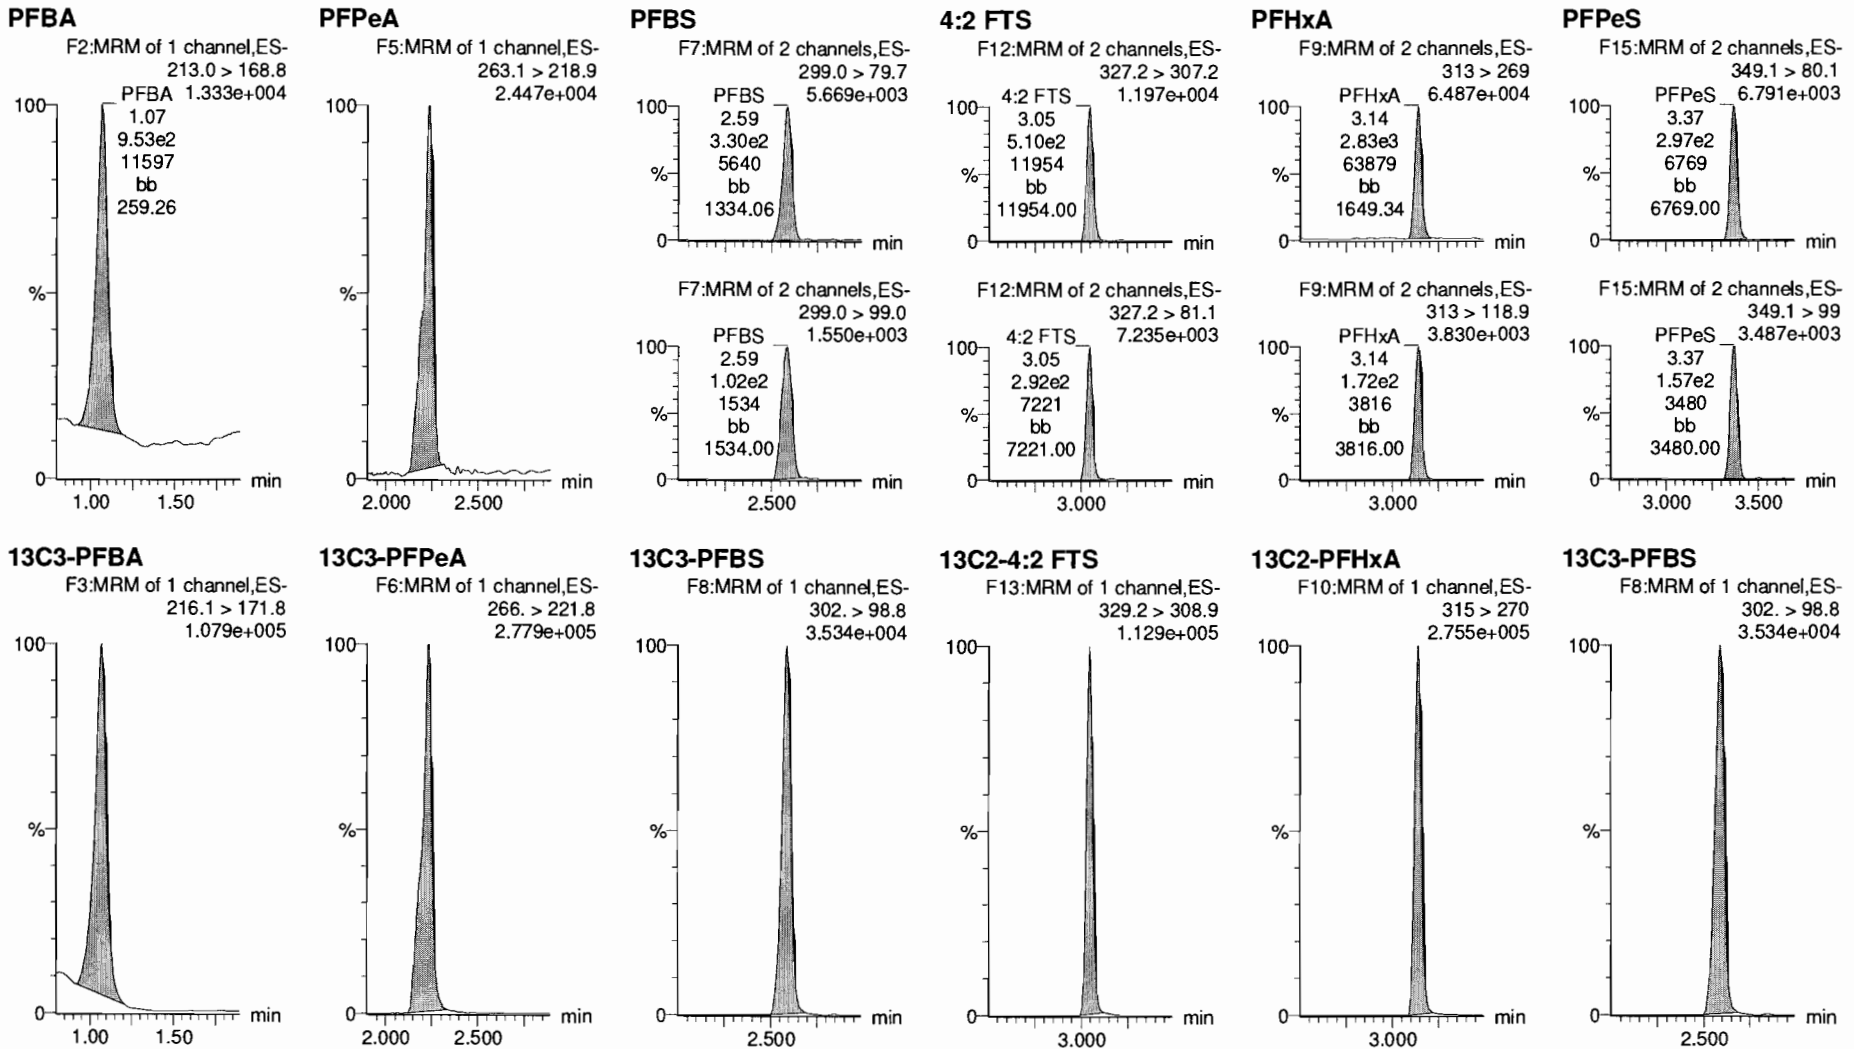 PFBA
F2:MRM of 1 channel,ES-
213.0 > 168.8
1.333e+004
PFBA
1.07
9.53e2
11597
bb
259.26
100
%
0
min
1.00 1.50
PFPeA
F5:MRM of 1 channel,ES-
263.1 > 218.9
2.447e+004
100
%
0
min
2.000 2.500
PFBS
F7:MRM of 2 channels,ES-
299.0 > 79.7
5.669e+003
PFBS
2.59
3.30e2
5640
bb
1334.06
100
%
0
min
F7:MRM of 2 channels,ES-
299.0 > 99.0
1.550e+003
PFBS
2.59
1.02e2
1534
bb
1534.00
100
%
0
min
2.500
4:2 FTS
F12:MRM of 2 channels,ES-
327.2 > 307.2
1.197e+004
4:2 FTS
3.05
5.10e2
11954
bb
11954.00
100
%
0
min
F12:MRM of 2 channels,ES-
327.2 > 81.1
7.235e+003
4:2 FTS
3.05
2.92e2
7221
bb
7221.00
100
%
0
min
3.000
PFHxA
F9:MRM of 2 channels,ES-
313 > 269
6.487e+004
PFHxA
3.14
2.83e3
63879
bb
1649.34
100
%
0
min
F9:MRM of 2 channels,ES-
313 > 118.9
3.830e+003
PFHxA
3.14
1.72e2
3816
bb
3816.00
100
%
0
min
3.000
PFPeS
F15:MRM of 2 channels,ES-
349.1 > 80.1
6.791e+003
PFPeS
3.37
2.97e2
6769
bb
6769.00
100
%
0
min
F15:MRM of 2 channels,ES-
349.1 > 99
3.487e+003
PFPeS
3.37
1.57e2
3480
bb
3480.00
100
%
0
min
3.000 3.500
13C3-PFBA
F3:MRM of 1 channel,ES-
216.1 > 171.8
1.079e+005
100
%
0
min
1.00 1.50
13C3-PFPeA
F6:MRM of 1 channel,ES-
266. > 221.8
2.779e+005
100
%
0
min
2.000 2.500
13C3-PFBS
F8:MRM of 1 channel,ES-
302. > 98.8
3.534e+004
100
%
0
min
2.500
13C2-4:2 FTS
F13:MRM of 1 channel,ES-
329.2 > 308.9
1.129e+005
100
%
0
min
3.000
13C2-PFHxA
F10:MRM of 1 channel,ES-
315 > 270
2.755e+005
100
%
0
min
3.000
13C3-PFBS
F8:MRM of 1 channel,ES-
302. > 98.8
3.534e+004
100
%
0
min
2.500